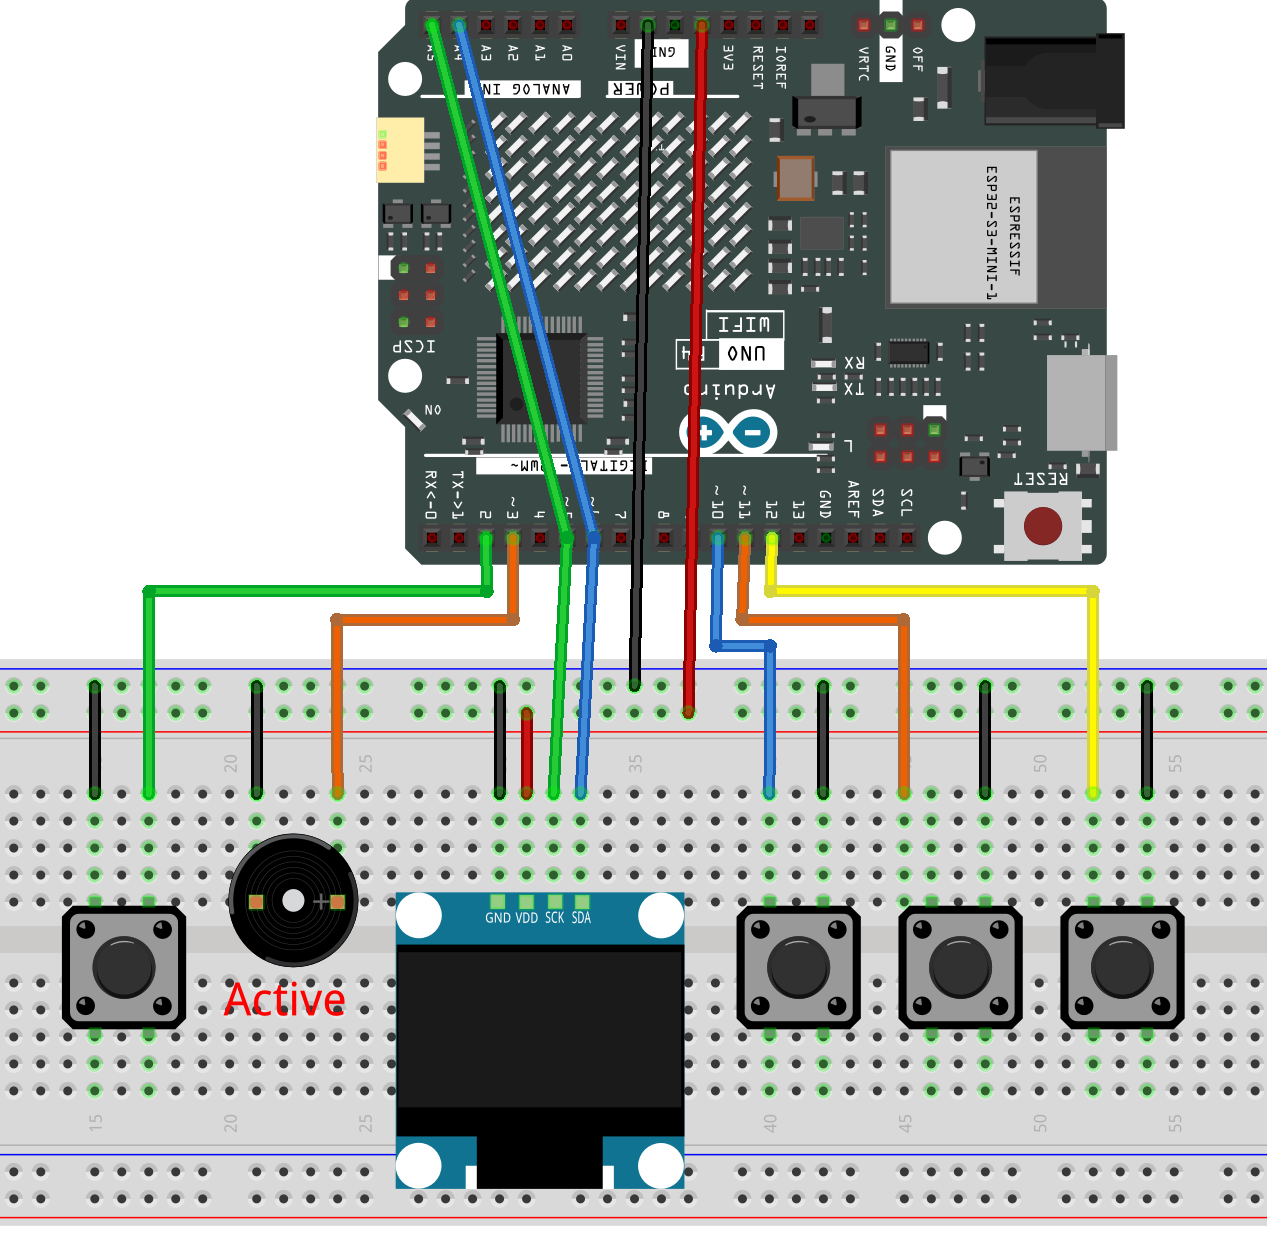 A5 A4 A3 A2 A1 A0 VIN GND 3V3 RESET IOREF VRTC GND OFF
ANALOG IN POWER
ESP32-S3-MINI-1
ESPRESSIF
ICSP
WIFI
UNO R4
Arduino
RX
TX
ON
L
RESET
DIGITAL PWM~
RX<-0 TX->1 2 ~3 4 ~5 ~6 7 8 ~10 ~11 12 13 GND AREF SDA SCL
20 25 35 50 55
GND VDD SCK SDA
Active
15 20 25 40 45 50 55